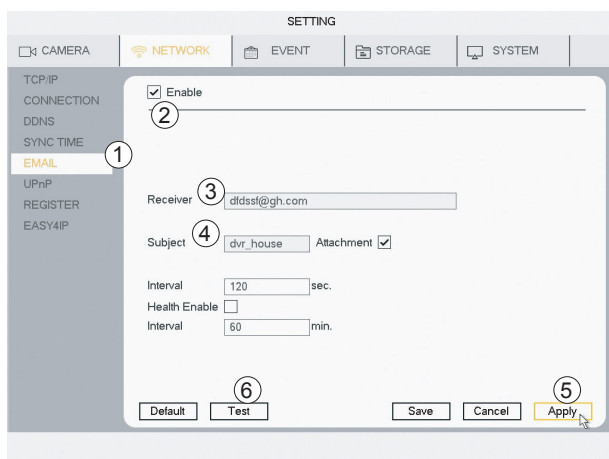 SETTING
CAMERA NETWORK EVENT STORAGE SYSTEM
TCP/IP
CONNECTION
DDNS
SYNC TIME
EMAIL
UPnP
REGISTER
EASY4IP
1
Enable
2
Receiver 3 dfdssf@gh.com
Subject 4 dvr_house Attachment
Interval 120 sec.
Health Enable
Interval 60 min.
6 5
Default Test Save Cancel Apply